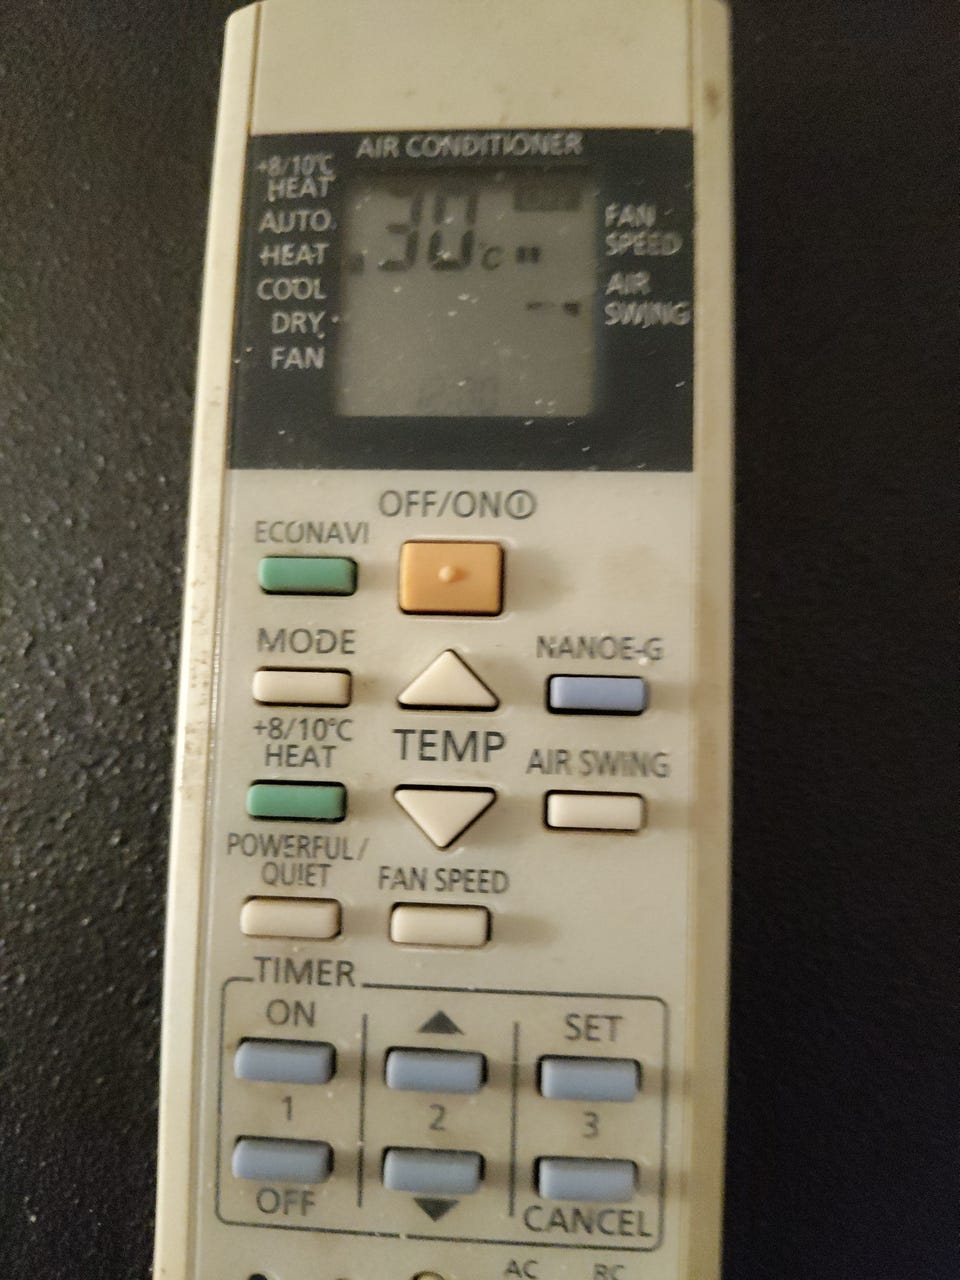 AIR CONDITIONER
+8/10°C
HEAT
AUTO
HEAT
COOL
DRY
FAN
30°C
FAN
SPEED
AIR
SWING
OFF/ON
ECONAVI
MODE
NANOE-G
+8/10°C
HEAT
TEMP
AIR SWING
POWERFUL/
QUIET
FAN SPEED
TIMER
ON
▲
SET
1
2
3
OFF
▼
CANCEL
AC
RC